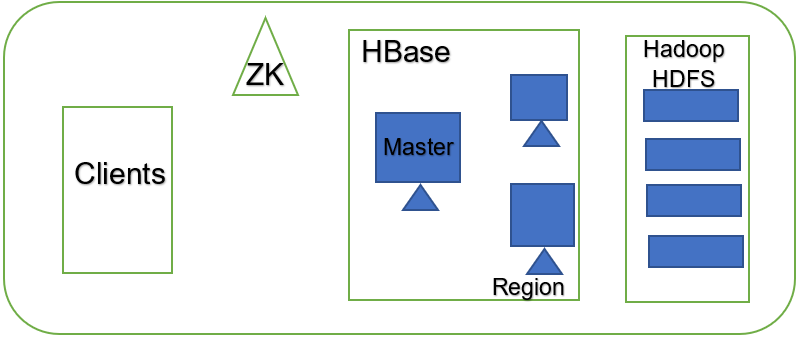 ZK
HBase
Hadoop
HDFS
Master
Clients
Region